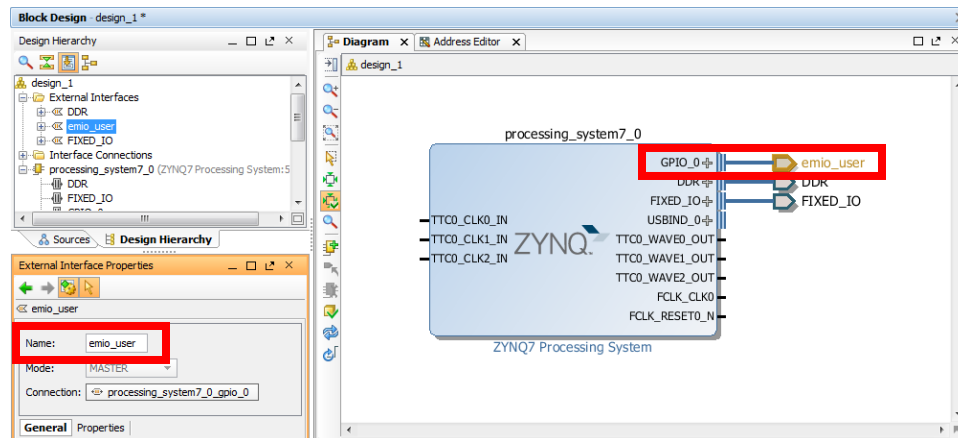 Block Design - design_1 *
Design Hierarchy
design_1
External Interfaces
DDR
emio_user
FIXED_IO
Interface Connections
processing_system7_0 (ZYNQ7 Processing System:5
DDR
FIXED_IO
Sources
Design Hierarchy
External Interface Properties
emio_user
Name: emio_user
Mode: MASTER
Connection: processing_system7_0_gpio_0
General Properties
Diagram
Address Editor
design_1
processing_system7_0
GPIO_0
emio_user
DDR
DDR
FIXED_IO
FIXED_IO
TTC0_CLK0_IN
USBIND_0
TTC0_CLK1_IN
TTC0_WAVE0_OUT
TTC0_CLK2_IN
ZYNQ
TTC0_WAVE1_OUT
TTC0_WAVE2_OUT
FCLK_CLK0
FCLK_RESET0_N
ZYNQ7 Processing System